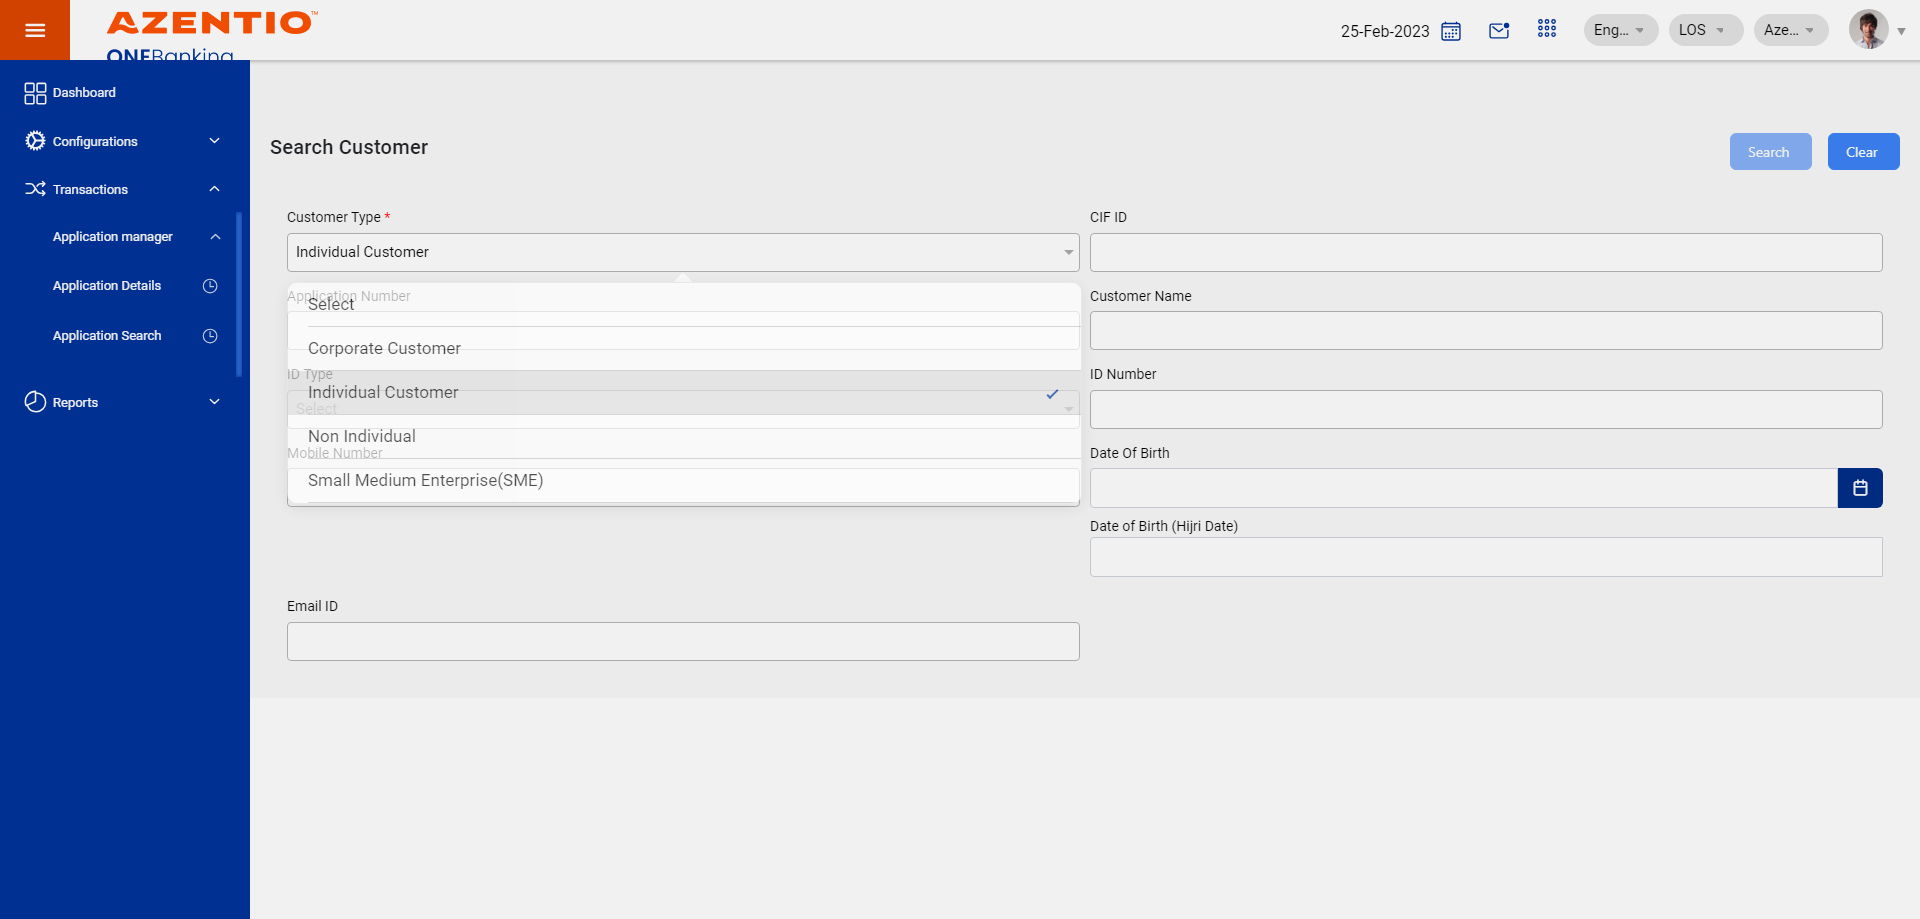 AZENTIO™
ONEBanking
25-Feb-2023
Eng...
LOS
Aze...
Dashboard
Configurations
Transactions
Application manager
Application Details
Application Search
Reports
Search Customer
Search
Clear
Customer Type *
Individual Customer
CIF ID
Application Number
Select
Corporate Customer
ID Type
Individual Customer
Select
Non Individual
Mobile Number
Small Medium Enterprise(SME)
Customer Name
ID Number
Date Of Birth
Date of Birth (Hijri Date)
Email ID